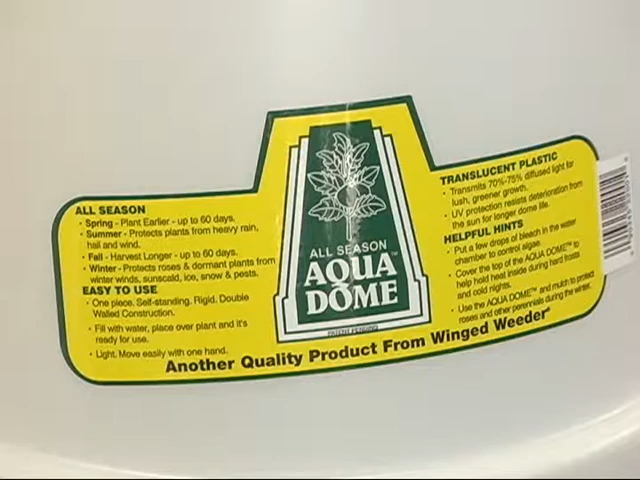 ALL SEASON
• Spring - Plant Earlier - up to 60 days.
• Summer - Protects plants from heavy rain,
hail and wind.
• Fall - Harvest Longer - up to 60 days.
• Winter - Protects roses & dormant plants from
winter winds, sunscald, ice, snow & pests.
EASY TO USE
• One piece. Self-standing. Rigid. Double
Walled Construction.
• Fill with water, place over plant and it's
ready for use.
• Light. Move easily with one hand.
ALL SEASON
AQUA
DOME™
PATENT PENDING
TRANSLUCENT PLASTIC
• Transmits 70%-75% diffused light for
lush, greener growth.
• UV protection resists deterioration from
the sun for longer dome life.
HELPFUL HINTS
• Put a few drops of bleach in the water
chamber to control algae.
• Cover the top of the AQUA DOME™ to
help hold heat inside during hard frosts
and cold nights.
• Use the AQUA DOME™ and mulch to protect
roses and other perennials during the winter.
Another Quality Product From Winged Weeder®